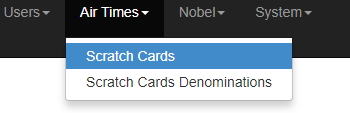 Users Air Times Nobel System
Scratch Cards
Scratch Cards Denominations